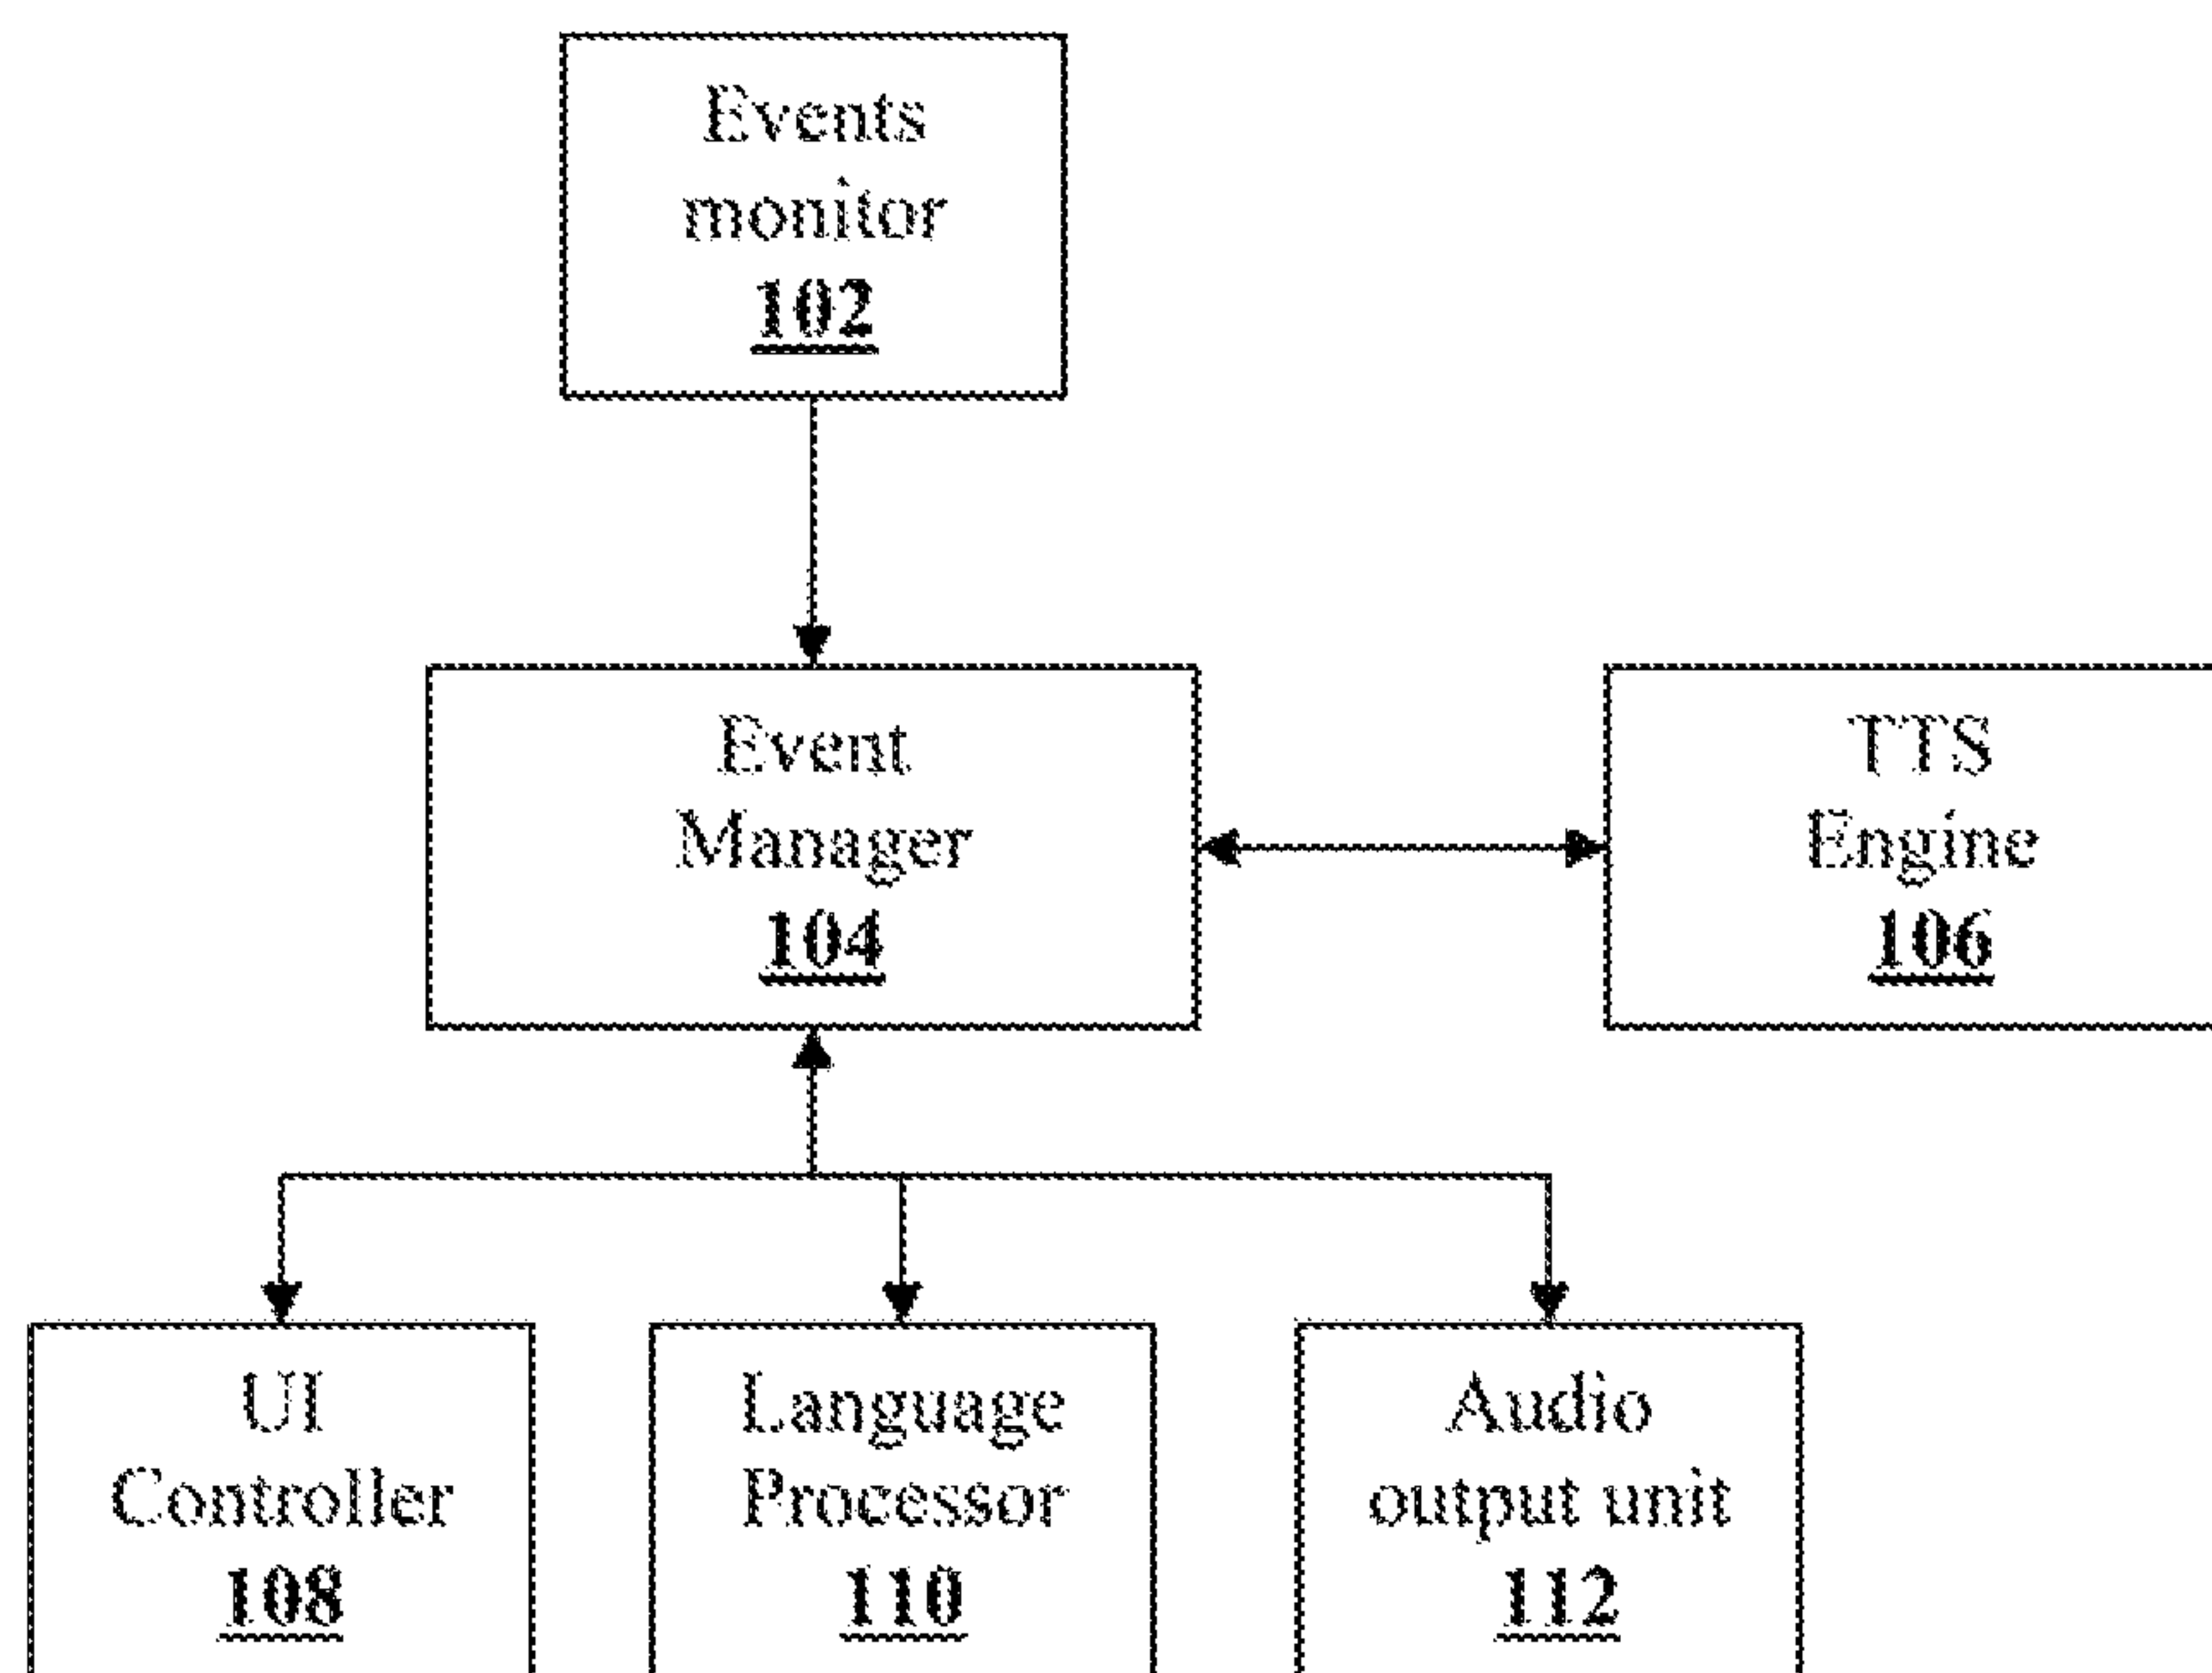 Events
monitor
102
Event
Manager
104
TTS
Engine
106
UI
Controller
108
Language
Processor
110
Audio
output unit
112